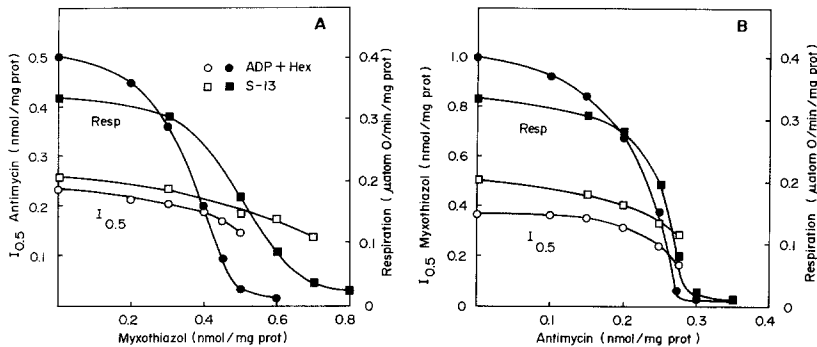 A
0.5
0.4
0.3
0.2
0.1
I0.5 Antimycin (nmol/mg prot)
○ ● ADP + Hex
□ ■ S-13
Resp
I0.5
0.4
0.3
0.2
0.1
0
Respiration (μatom O/min/mg prot)
0.2 0.4 0.6 0.8
Myxothiazol (nmol/mg prot)
B
1.0
0.8
0.6
0.4
0.2
0
I0.5 Myxothiazol (nmol/mg prot)
Resp
I0.5
0.4
0.3
0.2
0.1
0
Respiration (μatom O/min/mg prot)
0.1 0.2 0.3 0.4
Antimycin (nmol/mg prot)